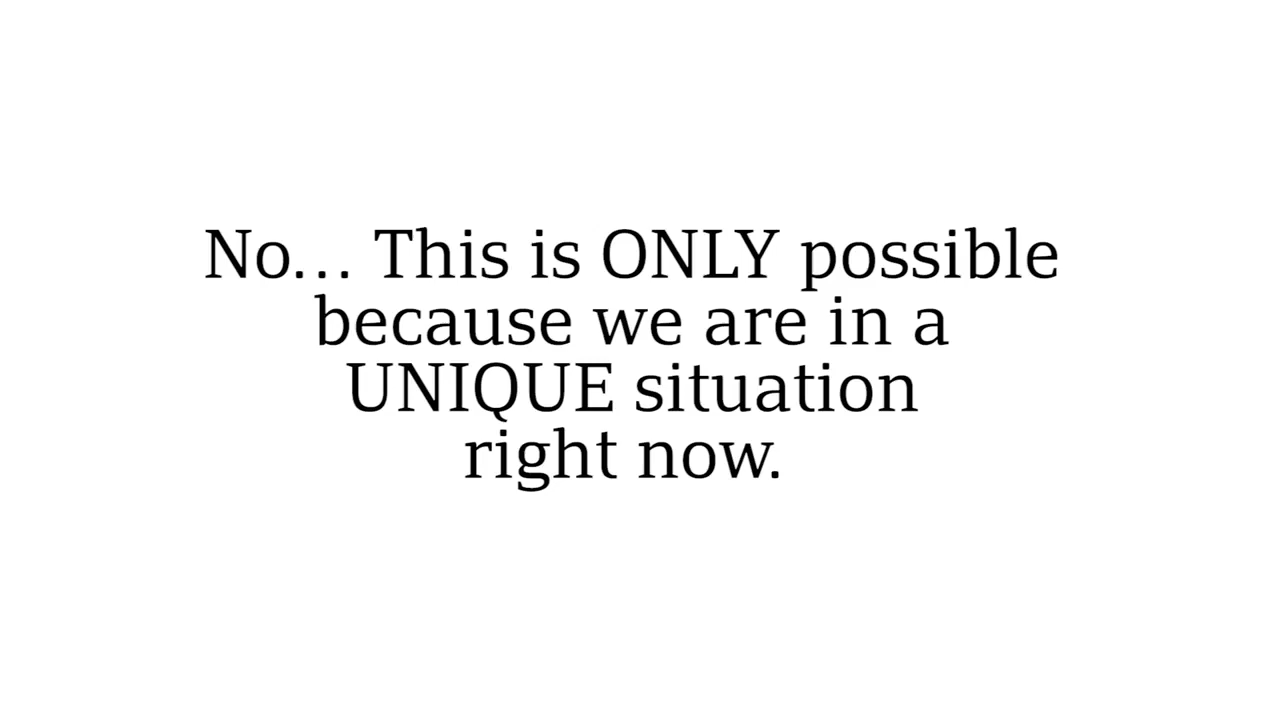 No… This is ONLY possible
because we are in a
UNIQUE situation
right now.